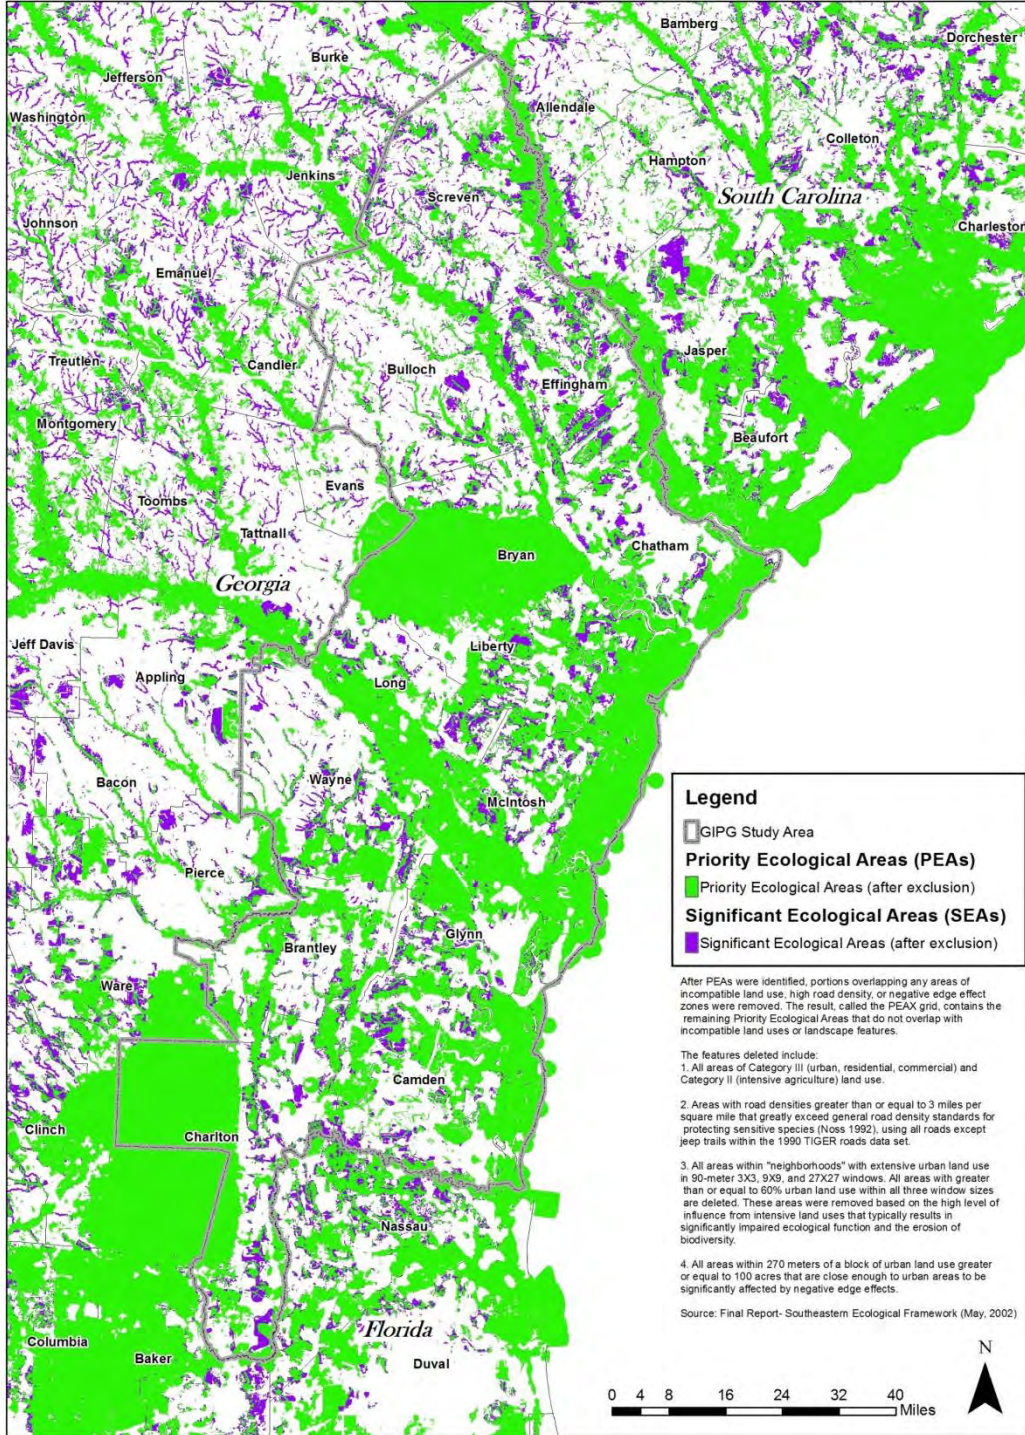 Bamberg
Dorchester
Burke
Jefferson
Allendale
Washington
Colleton
Hampton
Jenkins
South Carolina
Screven
Johnson
Charleston
Emanuel
Jasper
Treutlen
Candler
Bulloch
Effingham
Montgomery
Beaufort
Evans
Toombs
Tattnall
Chatham
Bryan
Georgia
Jeff Davis
Liberty
Appling
Long
Bacon
Wayne
McIntosh
Pierce
Glynn
Brantley
Ware
Camden
Clinch
Charlton
Nassau
Florida
Columbia
Baker
Duval
Legend
GIPG Study Area
Priority Ecological Areas (PEAs)
Priority Ecological Areas (after exclusion)
Significant Ecological Areas (SEAs)
Significant Ecological Areas (after exclusion)
After PEAs were identified, portions overlapping any areas of
incompatible land use, high road density, or negative edge effect
zones were removed. The result, called the PEAX grid, contains the
remaining Priority Ecological Areas that do not overlap with
incompatible land uses or landscape features.
The features deleted include:
1. All areas of Category III (urban, residential, commercial) and
Category II (intensive agriculture) land use.
2. Areas with road densities greater than or equal to 3 miles per
square mile that greatly exceed general road density standards for
protecting sensitive species (Noss 1992), using all roads except
jeep trails within the 1990 TIGER roads data set.
3. All areas within "neighborhoods" with extensive urban land use
in 90-meter 3X3, 9X9, and 27X27 windows. All areas with greater
than or equal to 60% urban land use within all three window sizes
are deleted. These areas were removed based on the high level of
influence from intensive land uses that typically results in
significantly impaired ecological function and the erosion of
biodiversity.
4. All areas within 270 meters of a block of urban land use greater
or equal to 100 acres that are close enough to urban areas to be
significantly affected by negative edge effects.
Source: Final Report- Southeastern Ecological Framework (May, 2002)
N
0 4 8 16 24 32 40
Miles